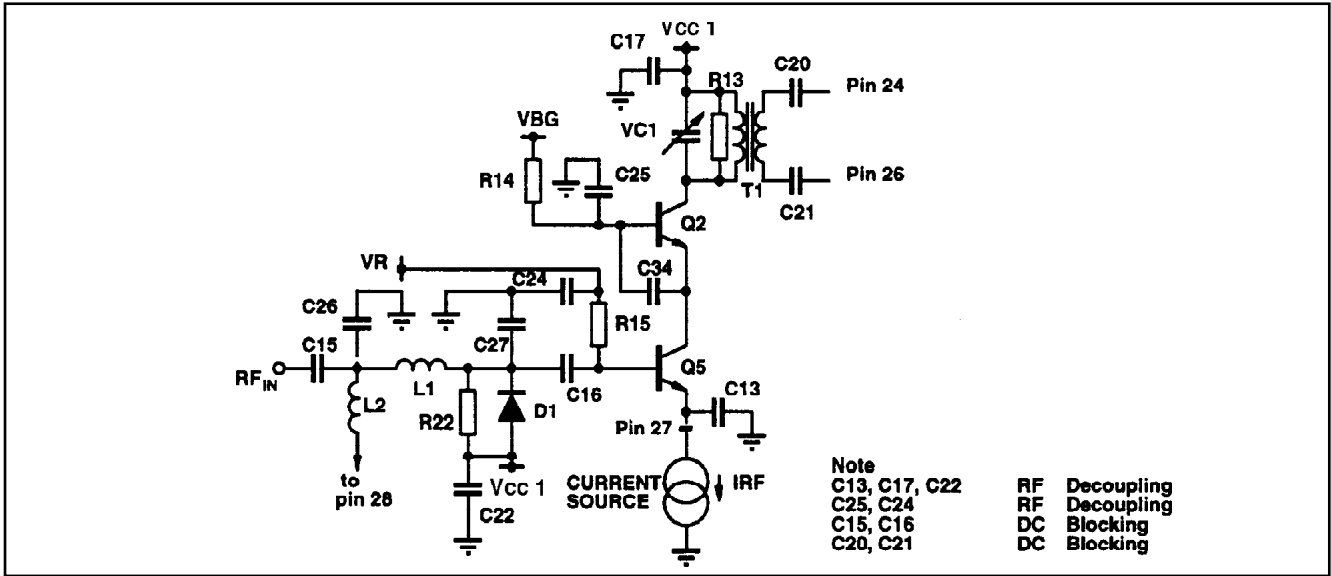 VCC 1
C17
C20
R13
Pin 24
VBG
VC1
C25
R14
Pin 26
T1
C21
Q2
VR
C24
C34
C26
R15
C15
C27
Q5
RFIN
L1
C16
C13
L2
R22
D1
Pin 27
to
pin 28
VCC 1
C22
CURRENT
SOURCE
IRF
Note
C13, C17, C22 RF Decoupling
C25, C24 RF Decoupling
C15, C16 DC Blocking
C20, C21 DC Blocking